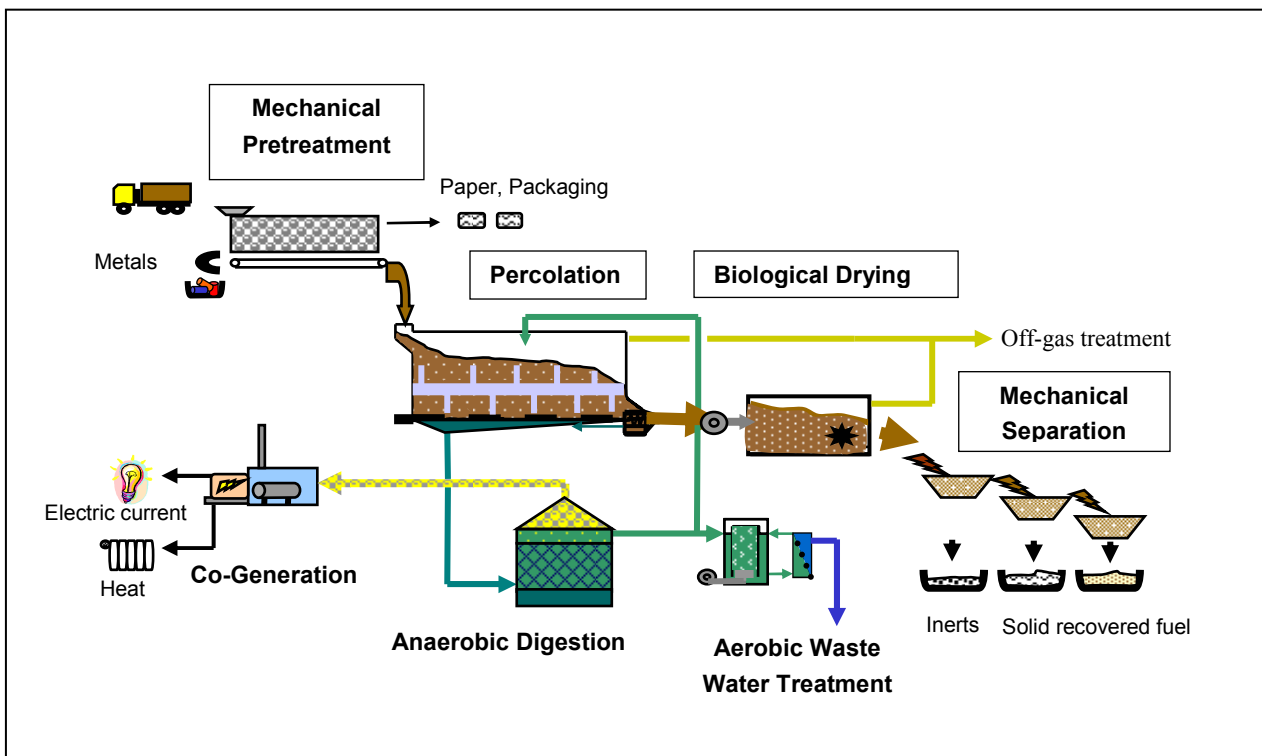 Mechanical
Pretreatment
Paper, Packaging
Metals
Percolation
Biological Drying
Off-gas treatment
Mechanical
Separation
Electric current
Heat
Co-Generation
Anaerobic Digestion
Aerobic Waste
Water Treatment
Inerts
Solid recovered fuel